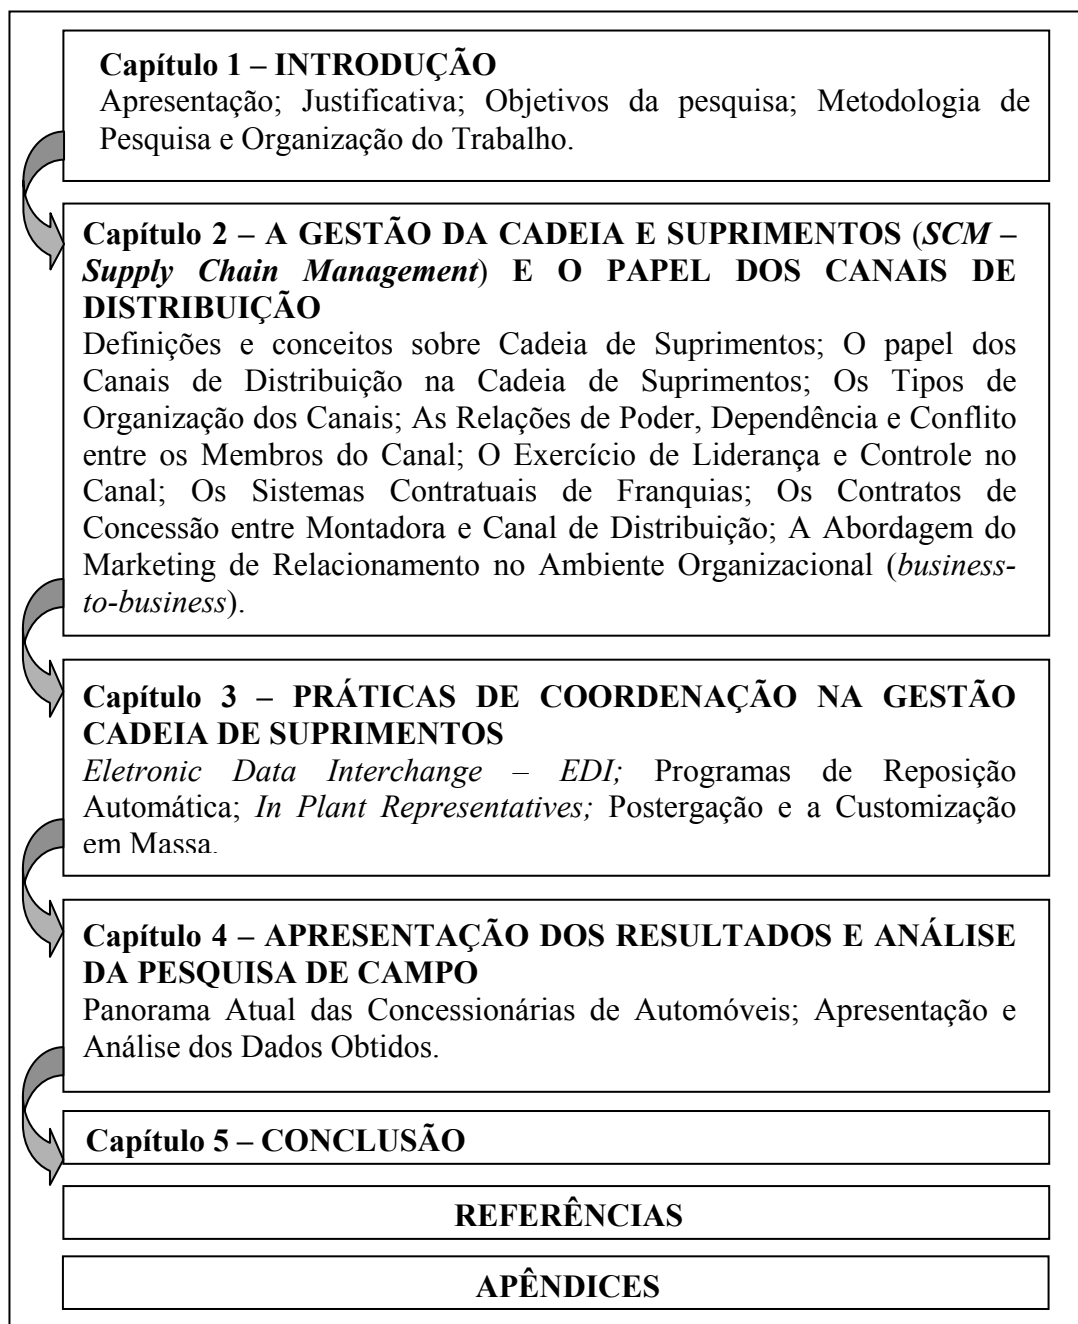 Capítulo 1 – INTRODUÇÃO
Apresentação; Justificativa; Objetivos da pesquisa; Metodologia de
Pesquisa e Organização do Trabalho.
Capítulo 2 – A GESTÃO DA CADEIA E SUPRIMENTOS (SCM –
Supply Chain Management) E O PAPEL DOS CANAIS DE
DISTRIBUIÇÃO
Definições e conceitos sobre Cadeia de Suprimentos; O papel dos
Canais de Distribuição na Cadeia de Suprimentos; Os Tipos de
Organização dos Canais; As Relações de Poder, Dependência e Conflito
entre os Membros do Canal; O Exercício de Liderança e Controle no
Canal; Os Sistemas Contratuais de Franquias; Os Contratos de
Concessão entre Montadora e Canal de Distribuição; A Abordagem do
Marketing de Relacionamento no Ambiente Organizacional (business-
to-business).
Capítulo 3 – PRÁTICAS DE COORDENAÇÃO NA GESTÃO
CADEIA DE SUPRIMENTOS
Eletronic Data Interchange – EDI; Programas de Reposição
Automática; In Plant Representatives; Postergação e a Customização
em Massa.
Capítulo 4 – APRESENTAÇÃO DOS RESULTADOS E ANÁLISE
DA PESQUISA DE CAMPO
Panorama Atual das Concessionárias de Automóveis; Apresentação e
Análise dos Dados Obtidos.
Capítulo 5 – CONCLUSÃO
REFERÊNCIAS
APÊNDICES